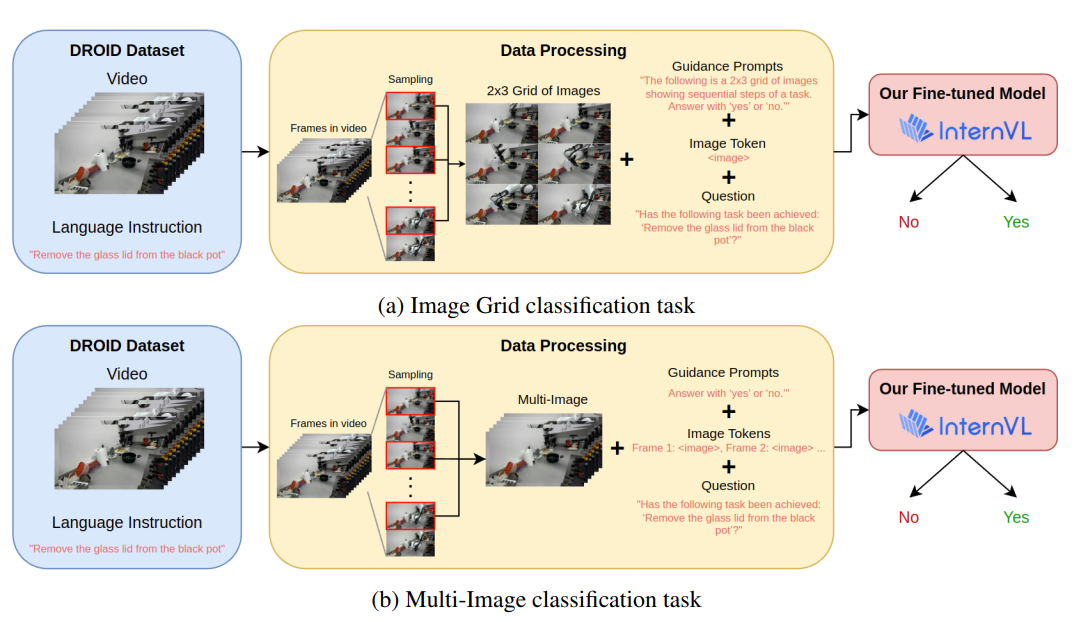 DROID Dataset
Video
Language Instruction
"Remove the glass lid from the black pot"
Data Processing
Sampling
Frames in video
2x3 Grid of Images
Guidance Prompts
"The following is a 2x3 grid of images
showing sequential steps of a task.
Answer with 'yes' or 'no.'"
+
Image Token
<image>
+
Question
"Has the following task been achieved:
'Remove the glass lid from the black
pot'?"
+
Our Fine-tuned Model
InternVL
No
Yes
(a) Image Grid classification task
DROID Dataset
Video
Language Instruction
"Remove the glass lid from the black pot"
Data Processing
Sampling
Frames in video
Multi-Image
Guidance Prompts
Answer with 'yes' or 'no.'"
+
Image Tokens
Frame 1: <image>, Frame 2: <image> ...
+
Question
"Has the following task been achieved:
'Remove the glass lid from the black
pot'?"
+
Our Fine-tuned Model
InternVL
No
Yes
(b) Multi-Image classification task